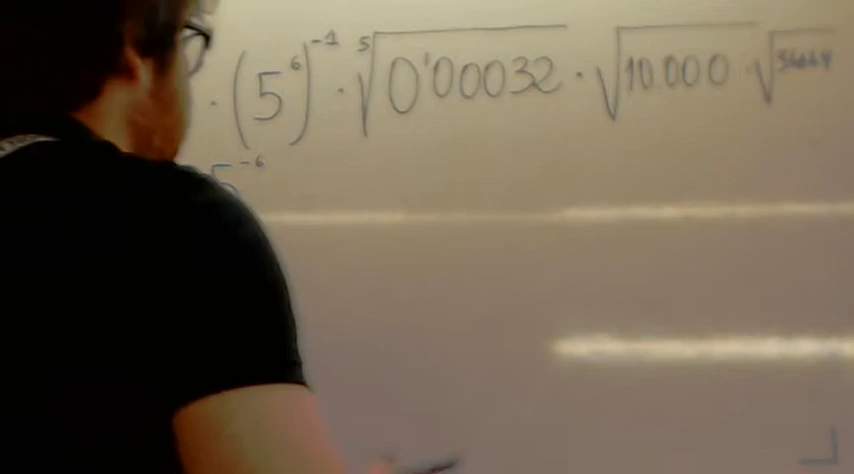 · (5⁶)⁻¹ · ⁵√0'00032 · √10.000 · √
5⁻⁶